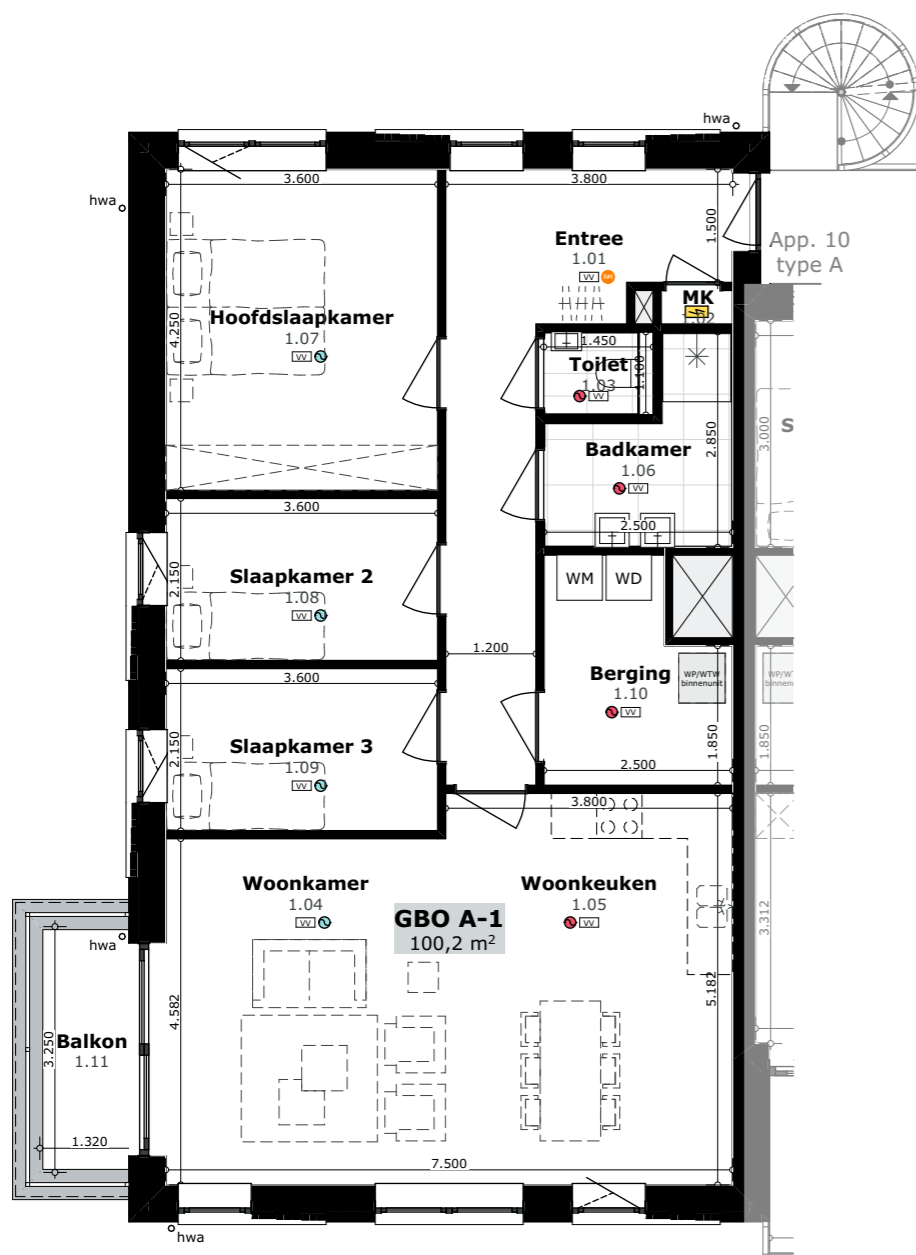 hwa
hwa
3.600
3.800
1.500
App. 10
type A
Entree
1.01
VV
MK
1.02
Hoofdslaapkamer
1.07
VV
4.250
1.450
Toilet
1.03
VV
1.100
Badkamer
1.06
VV
2.850
2.500
3.000
S
3.600
Slaapkamer 2
1.08
VV
2.150
WM
WD
1.200
3.600
Berging
1.10
VV
WP/WTW
binnenunit
WP/WTW
1.850
1.850
2.500
Slaapkamer 3
1.09
VV
2.150
3.800
Woonkamer
1.04
VV
Woonkeuken
1.05
VV
GBO A-1
100,2 m²
3.312
5.182
4.582
hwa
Balkon
1.11
3.250
1.320
7.500
hwa